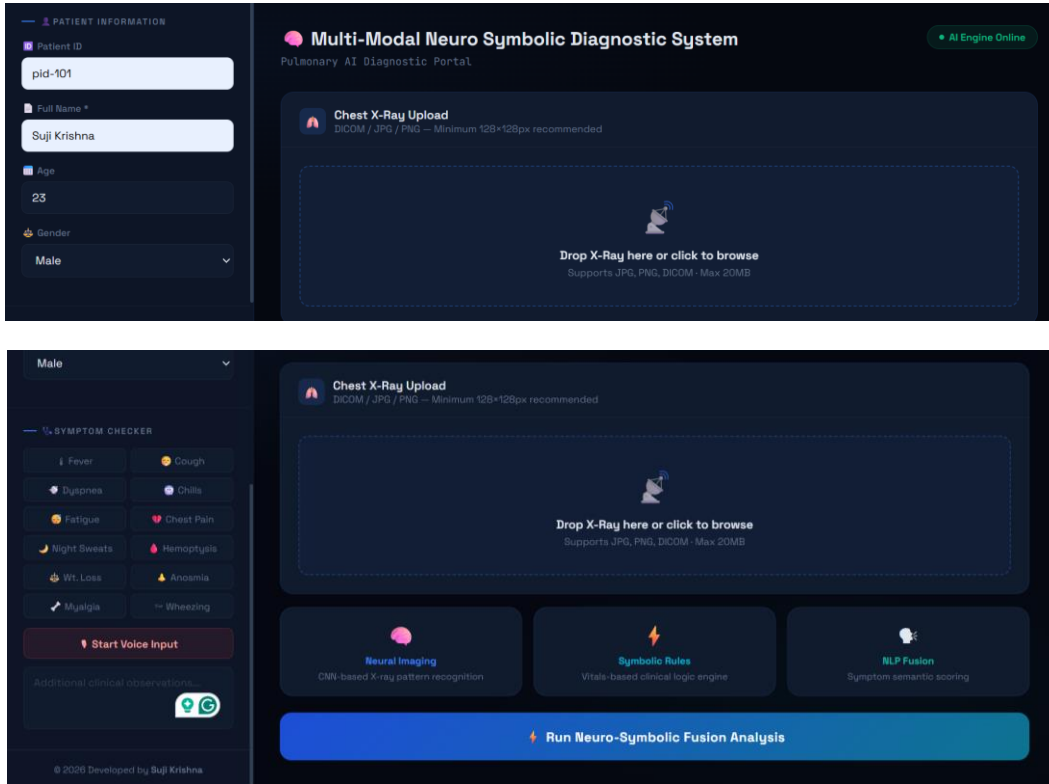 PATIENT INFORMATION
Patient ID
pid-101
Full Name *
Suji Krishna
Age
23
Gender
Male
Multi-Modal Neuro Symbolic Diagnostic System
Pulmonary AI Diagnostic Portal
AI Engine Online
Chest X-Ray Upload
DICOM / JPG / PNG — Minimum 128×128px recommended
Drop X-Ray here or click to browse
Supports JPG, PNG, DICOM · Max 20MB
Male
SYMPTOM CHECKER
Fever
Cough
Dyspnea
Chills
Fatigue
Chest Pain
Night Sweats
Hemoptysis
Wt. Loss
Anosmia
Myalgia
Wheezing
Start Voice Input
Additional clinical observations...
© 2026 Developed by Suji Krishna
Chest X-Ray Upload
DICOM / JPG / PNG — Minimum 128×128px recommended
Drop X-Ray here or click to browse
Supports JPG, PNG, DICOM · Max 20MB
Neural Imaging
CNN-based X-ray pattern recognition
Symbolic Rules
Vitals-based clinical logic engine
NLP Fusion
Symptom semantic scoring
Run Neuro-Symbolic Fusion Analysis